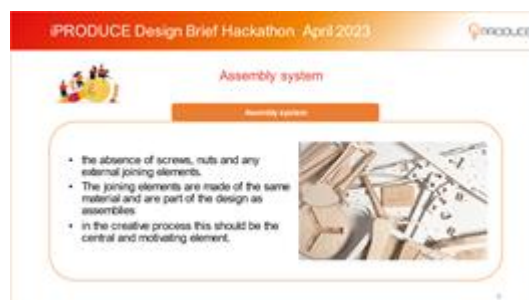 iPRODUCE Design Brief Hackathon April 2023
iPRODUCE
Assembly system
Assembly system
• the absence of screws, nuts and any
external joining elements.
• The joining elements are made of the same
material and are part of the design as
assemblies
• in the creative process this should be the
central and motivating element.